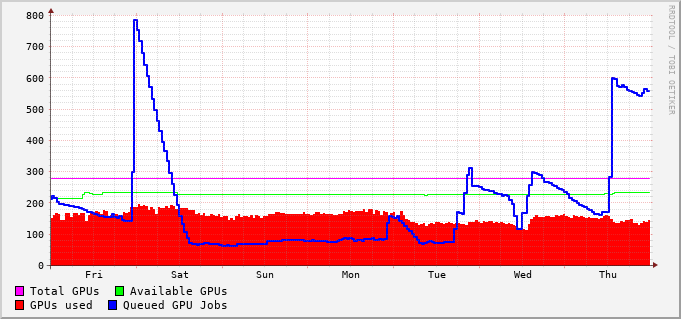 800
700
600
500
400
300
200
100
0
Fri Sat Sun Mon Tue Wed Thu
Total GPUs Available GPUs
GPUs used Queued GPU Jobs
RRDTOOL / TOBI OETIKER